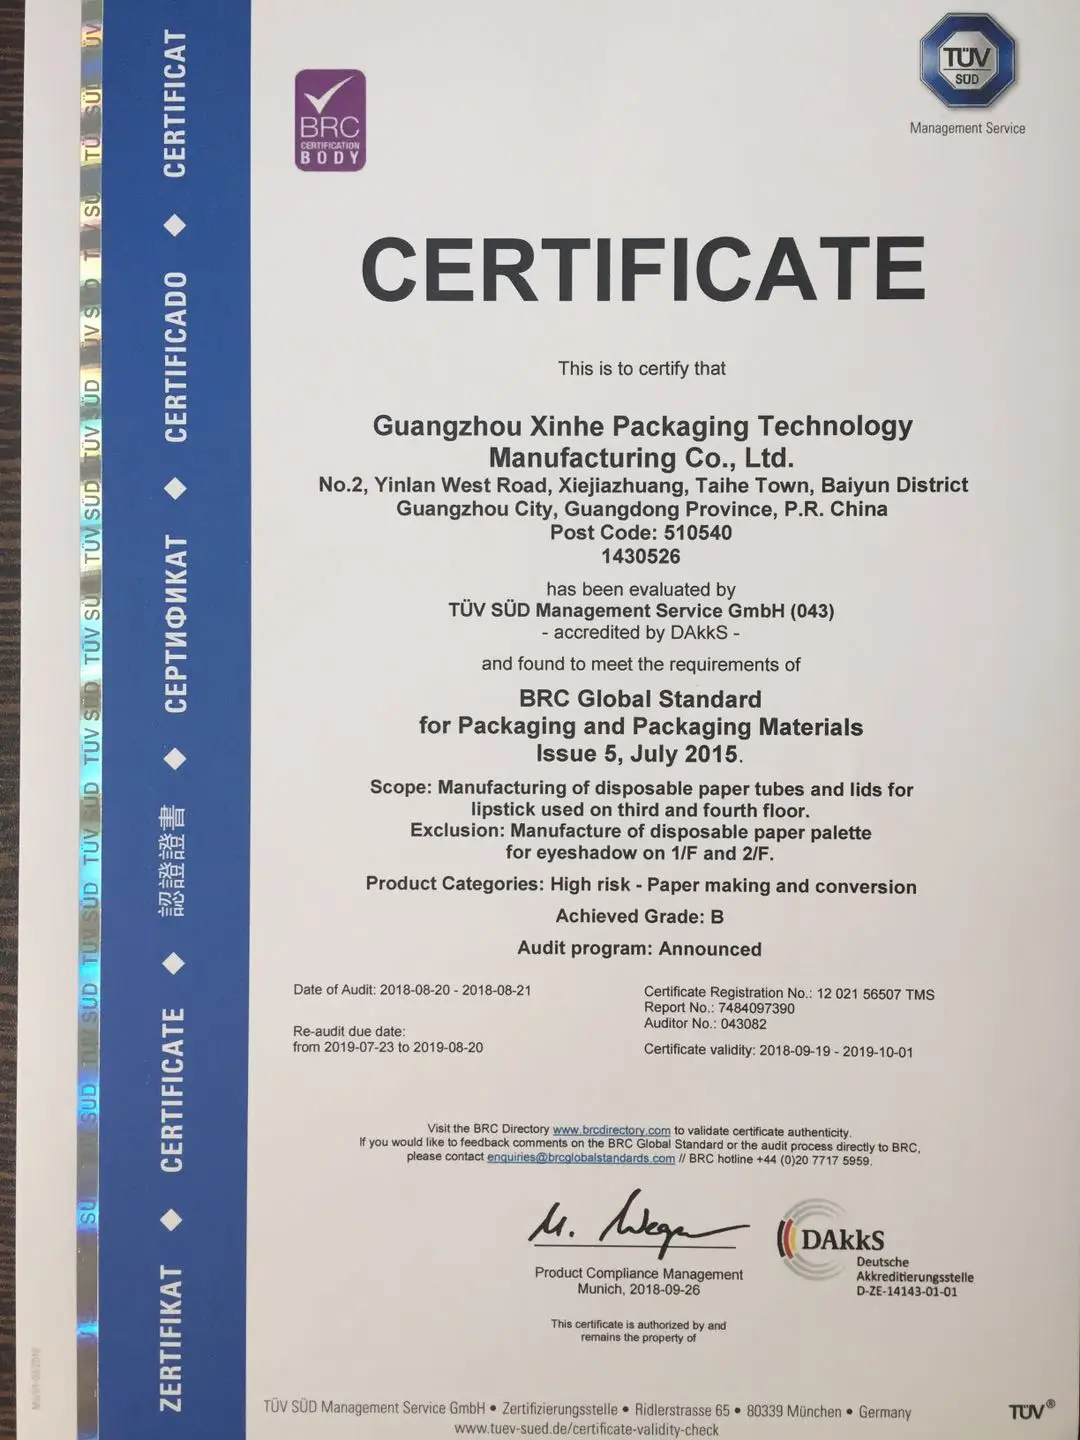 BRC
CERTIFICATION
BODY
TÜV
SÜD
Management Service
CERTIFICATE
This is to certify that
Guangzhou Xinhe Packaging Technology
Manufacturing Co., Ltd.
No.2, Yinlan West Road, Xiejiazhuang, Taihe Town, Baiyun District
Guangzhou City, Guangdong Province, P.R. China
Post Code: 510540
1430526
has been evaluated by
TÜV SÜD Management Service GmbH (043)
- accredited by DAkkS -
and found to meet the requirements of
BRC Global Standard
for Packaging and Packaging Materials
Issue 5, July 2015.
Scope: Manufacturing of disposable paper tubes and lids for
lipstick used on third and fourth floor.
Exclusion: Manufacture of disposable paper palette
for eyeshadow on 1/F and 2/F.
Product Categories: High risk - Paper making and conversion
Achieved Grade: B
Audit program: Announced
Date of Audit: 2018-08-20 - 2018-08-21
Re-audit due date:
from 2019-07-23 to 2019-08-20
Certificate Registration No.: 12 021 56507 TMS
Report No.: 7484097390
Auditor No.: 043082
Certificate validity: 2018-09-19 - 2019-10-01
Visit the BRC Directory www.brcdirectory.com to validate certificate authenticity.
If you would like to feedback comments on the BRC Global Standard or the audit process directly to BRC,
please contact enquiries@brcglobalstandards.com // BRC hotline +44 (0)20 7717 5959.
Product Compliance Management
Munich, 2018-09-26
DAkkS
Deutsche
Akkreditierungsstelle
D-ZE-14143-01-01
This certificate is authorized by and
remains the property of
TÜV SÜD Management Service GmbH • Zertifizierungsstelle • Ridlerstrasse 65 • 80339 München • Germany
www.tuev-sued.de/certificate-validity-check
TÜV®
ZERTIFIKAT ◆ CERTIFICATE ◆ 認證證書 ◆ СЕРТИФИКАТ ◆ CERTIFICADO ◆ CERTIFICAT